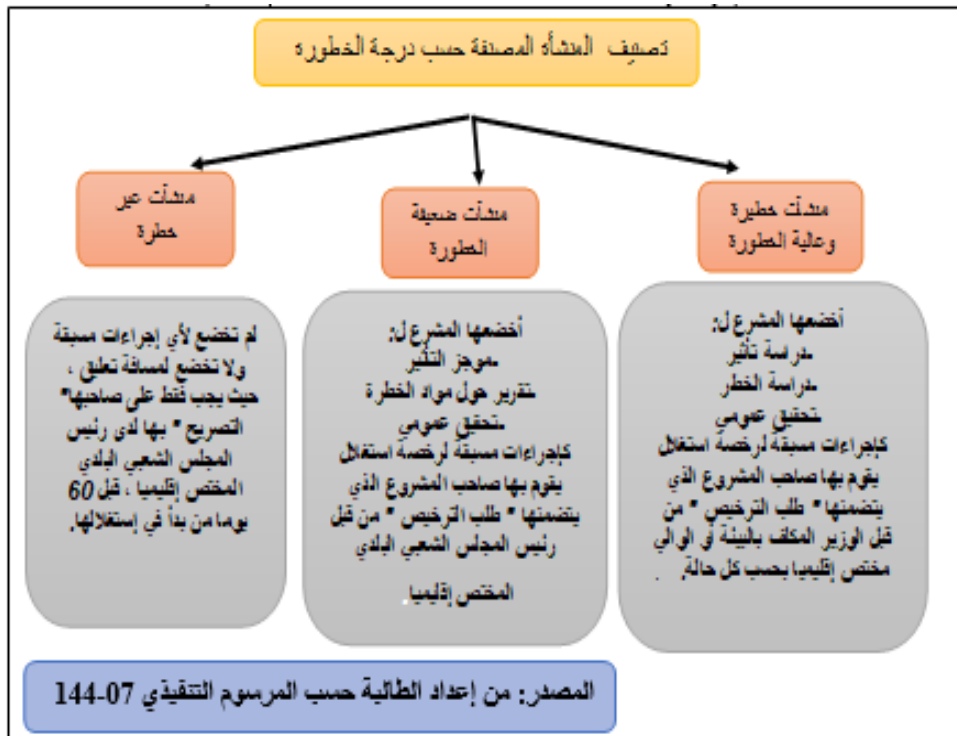 تصنيف المنشأة المصنفة حسب درجة الخطورة
منشأت خطيرة
وعالية الخطورة
أخضعها المشرع ل:
-دراسة تأثير
-دراسة الخطر
-تحقيق عمومي
كإجراءات مسبقة لرخصة استغلال
يقوم بها صاحب المشروع الذي
يتضمنها" طلب الترخيص "من
قبل الوزير المكلف بالبيئة أو الوالي
مختص إقليميا بحسب كل حالة.
منشأت ضعيفة
الخطورة
أخضعها المشرع ل:
-موجز التأثير
-تقرير حول مواد الخطرة
-تحقيق عمومي
كإجراءات مسبقة لرخصة استغلال
يقوم بها صاحب المشروع الذي
يتضمنها" طلب الترخيص "من قبل
رئيس المجلس الشعبي البلدي
المختص إقليميا.
منشأت غير
خطرة
لم تخضع لأي إجراءات مسبقة
ولا تخضع لمسافة تعليق ،
حيث يجب فقط على صاحبها"
التصريح " بها لدى رئيس
المجلس الشعبي البلدي
المختص إقليميا ، قبل 60
يوما من بدأ في إستغلالها.
المصدر: من إعداد الطالبة حسب المرسوم التنفيذي 07-144